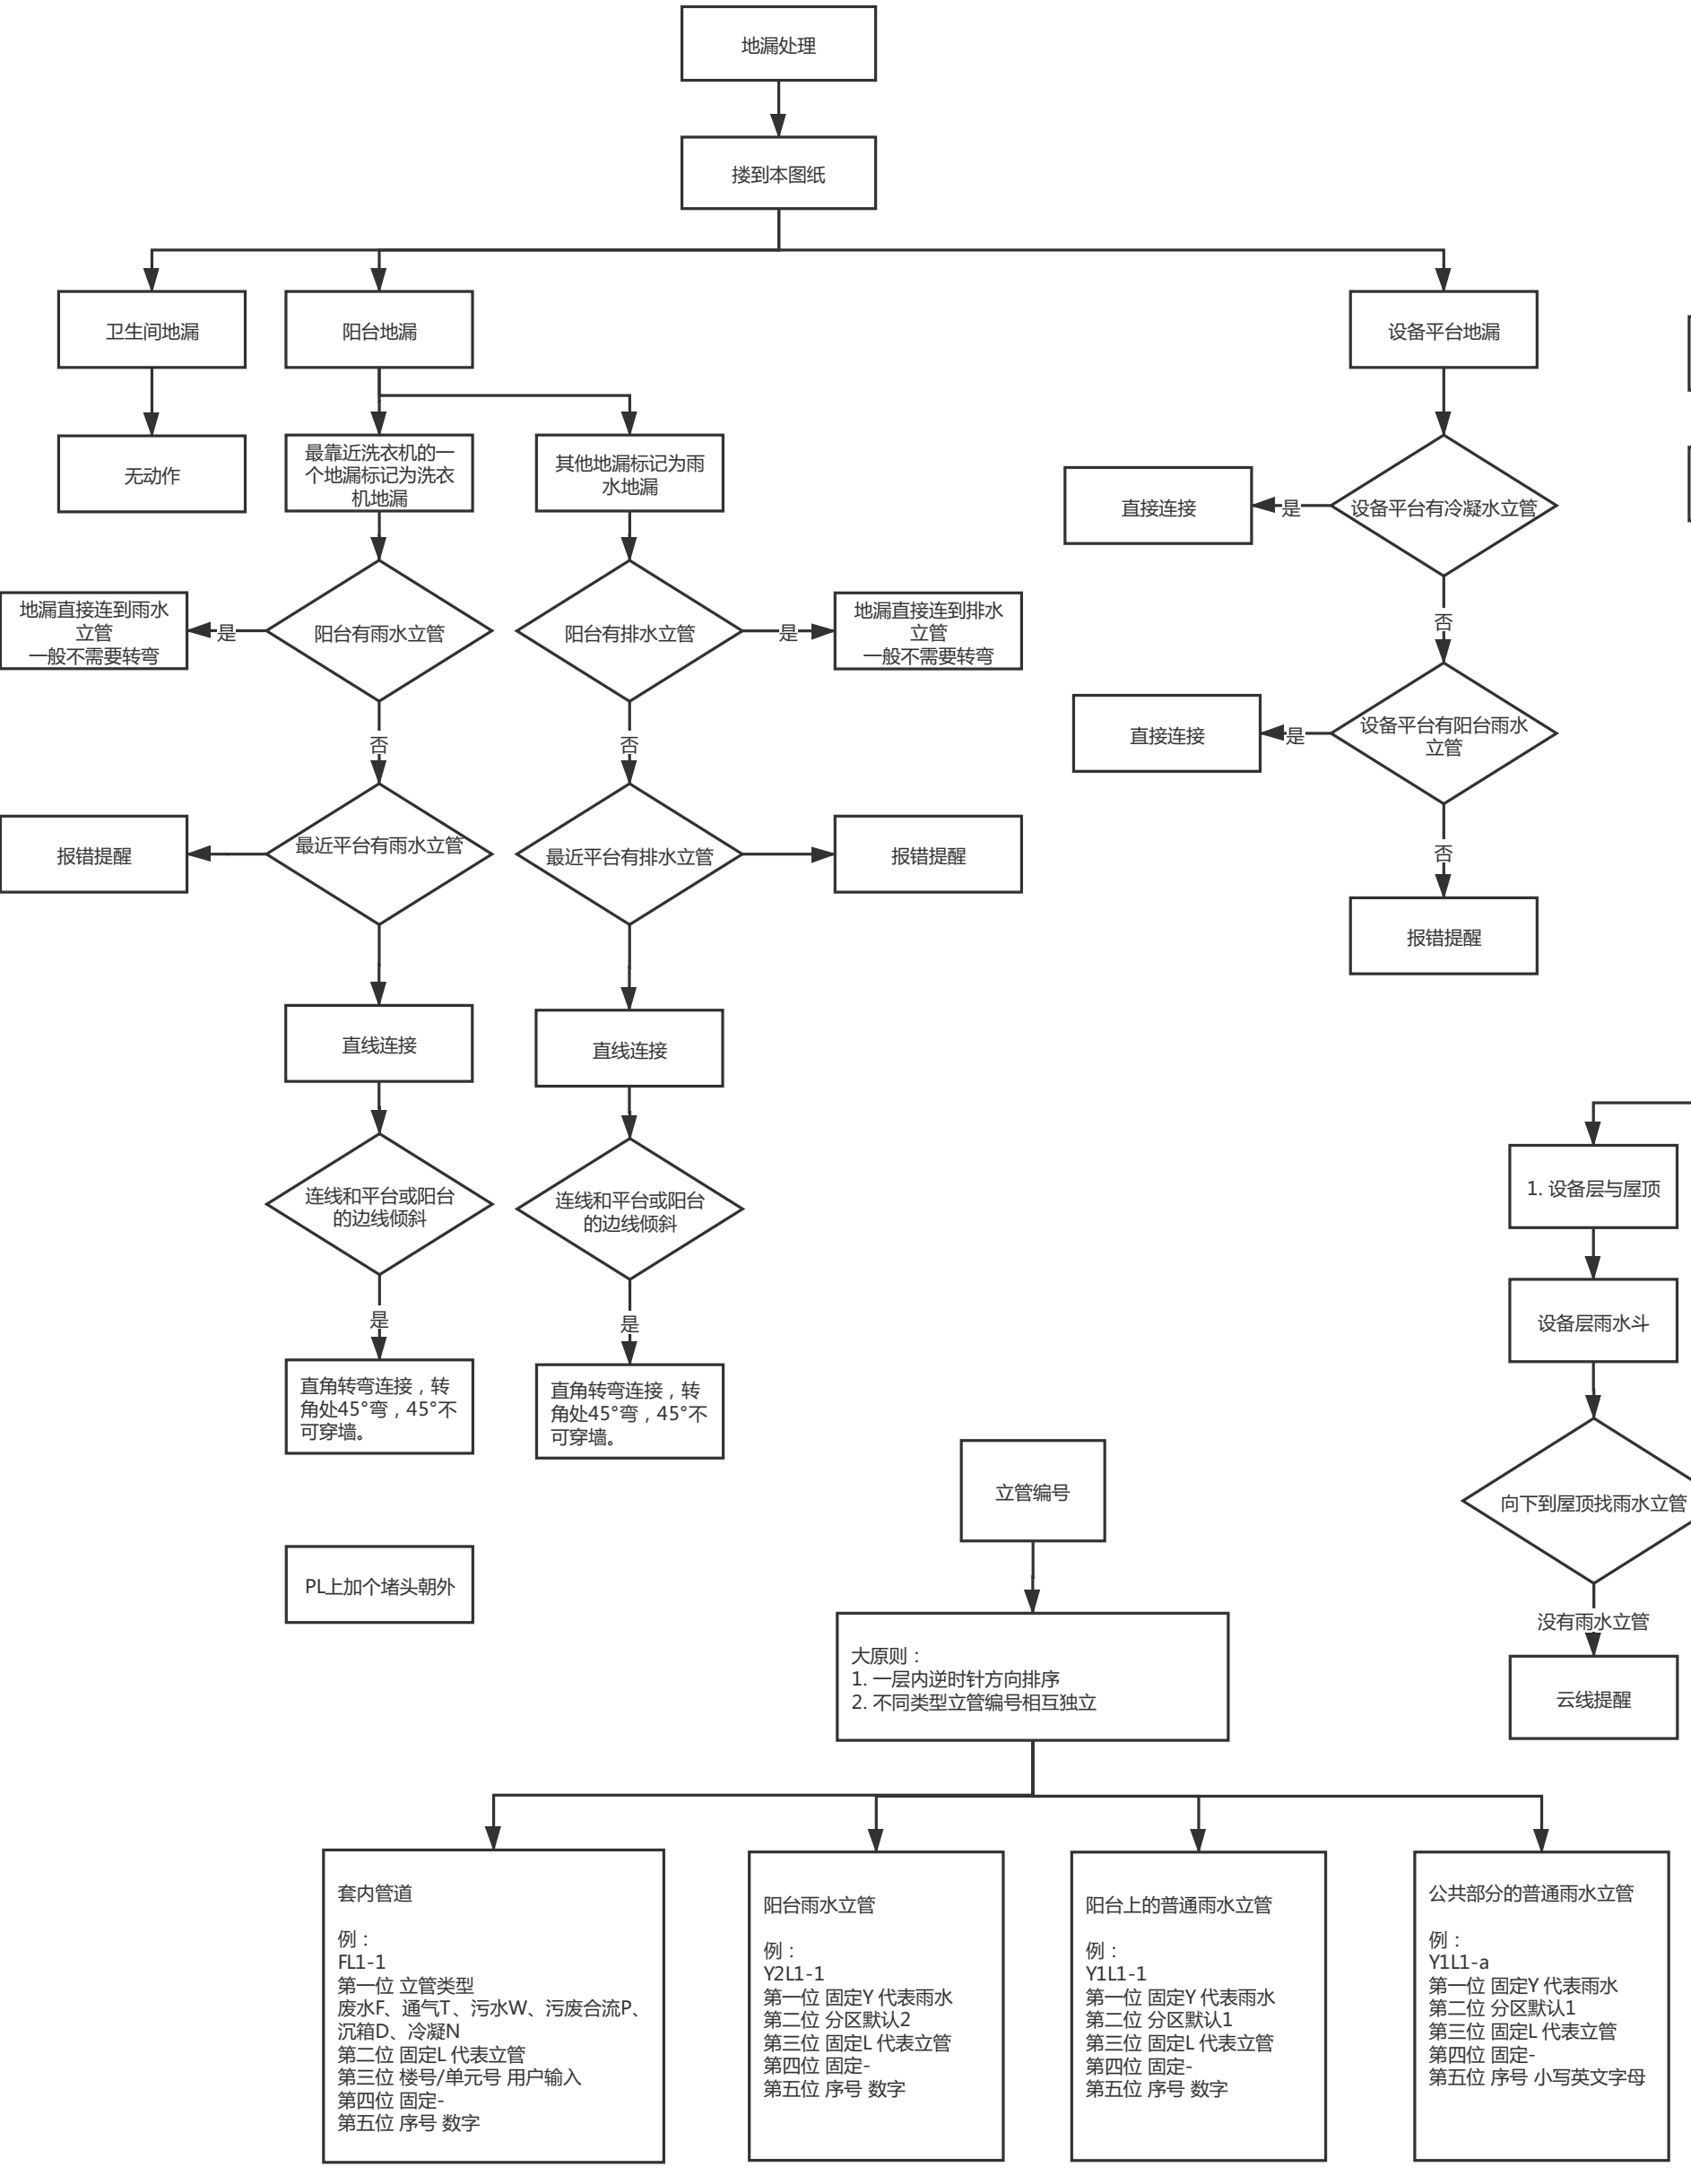 地漏处理
搂到本图纸
卫生间地漏
阳台地漏
设备平台地漏
无动作
最靠近洗衣机的一
个地漏标记为洗衣
机地漏
其他地漏标记为雨
水地漏
直接连接
是
设备平台有冷凝水立管
地漏直接连到雨水
立管
一般不需要转弯
是
阳台有雨水立管
阳台有排水立管
是
地漏直接连到排水
立管
一般不需要转弯
否
直接连接
是
设备平台有阳台雨水
立管
否
否
报错提醒
最近平台有雨水立管
最近平台有排水立管
报错提醒
否
报错提醒
直线连接
直线连接
1. 设备层与屋顶
连线和平台或阳台
的边线倾斜
连线和平台或阳台
的边线倾斜
设备层雨水斗
是
是
直角转弯连接，转
角处45°弯，45°不
可穿墙。
直角转弯连接，转
角处45°弯，45°不
可穿墙。
立管编号
向下到屋顶找雨水立管
PL上加个堵头朝外
没有雨水立管
大原则：
1. 一层内逆时针方向排序
2. 不同类型立管编号相互独立
云线提醒
套内管道
例：
FL1-1
第一位 立管类型
废水F、通气T、污水W、污废合流P、
沉箱D、冷凝N
第二位 固定L 代表立管
第三位 楼号/单元号 用户输入
第四位 固定-
第五位 序号 数字
阳台雨水立管
例：
Y2L1-1
第一位 固定Y 代表雨水
第二位 分区默认2
第三位 固定L 代表立管
第四位 固定-
第五位 序号 数字
阳台上的普通雨水立管
例：
Y1L1-1
第一位 固定Y 代表雨水
第二位 分区默认1
第三位 固定L 代表立管
第四位 固定-
第五位 序号 数字
公共部分的普通雨水立管
例：
Y1L1-a
第一位 固定Y 代表雨水
第二位 分区默认1
第三位 固定L 代表立管
第四位 固定-
第五位 序号 小写英文字母